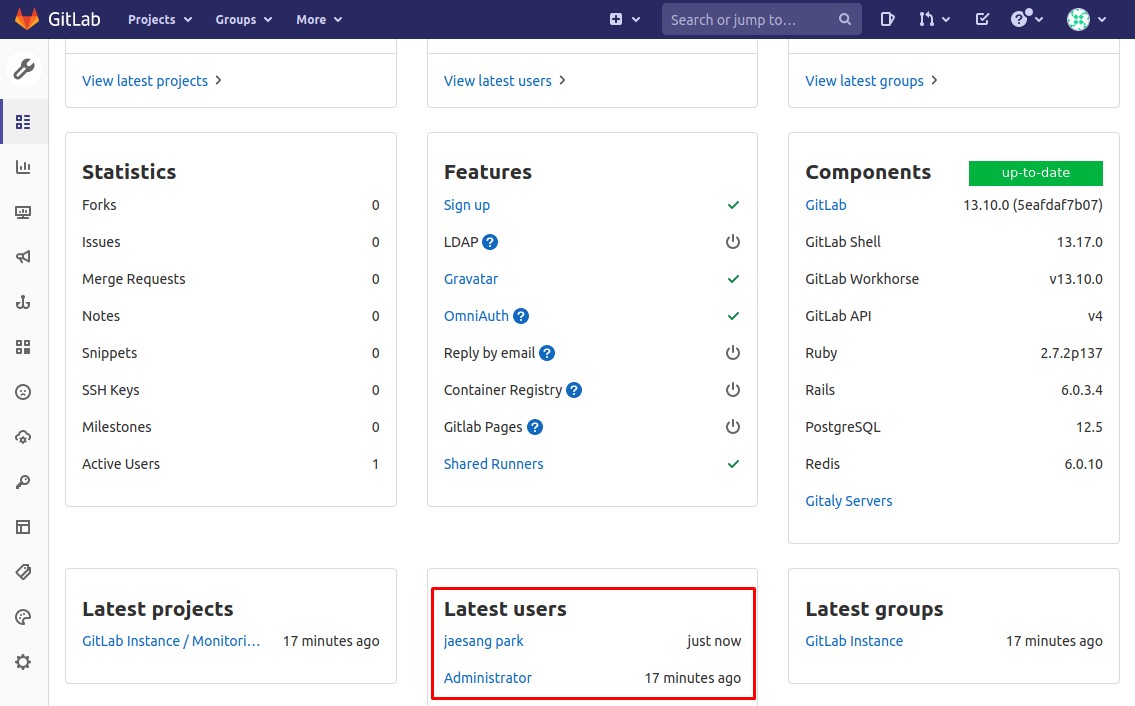 GitLab Projects Groups More Search or jump to...
View latest projects
View latest users
View latest groups
Statistics
Forks 0
Issues 0
Merge Requests 0
Notes 0
Snippets 0
SSH Keys 0
Milestones 0
Active Users 1
Features
Sign up
LDAP ?
Gravatar
OmniAuth ?
Reply by email ?
Container Registry ?
Gitlab Pages ?
Shared Runners
Components up-to-date
GitLab 13.10.0 (5eafdaf7b07)
GitLab Shell 13.17.0
GitLab Workhorse v13.10.0
GitLab API v4
Ruby 2.7.2p137
Rails 6.0.3.4
PostgreSQL 12.5
Redis 6.0.10
Gitaly Servers
Latest projects
GitLab Instance / Monitori... 17 minutes ago
Latest users
jaesang park just now
Administrator 17 minutes ago
Latest groups
GitLab Instance 17 minutes ago